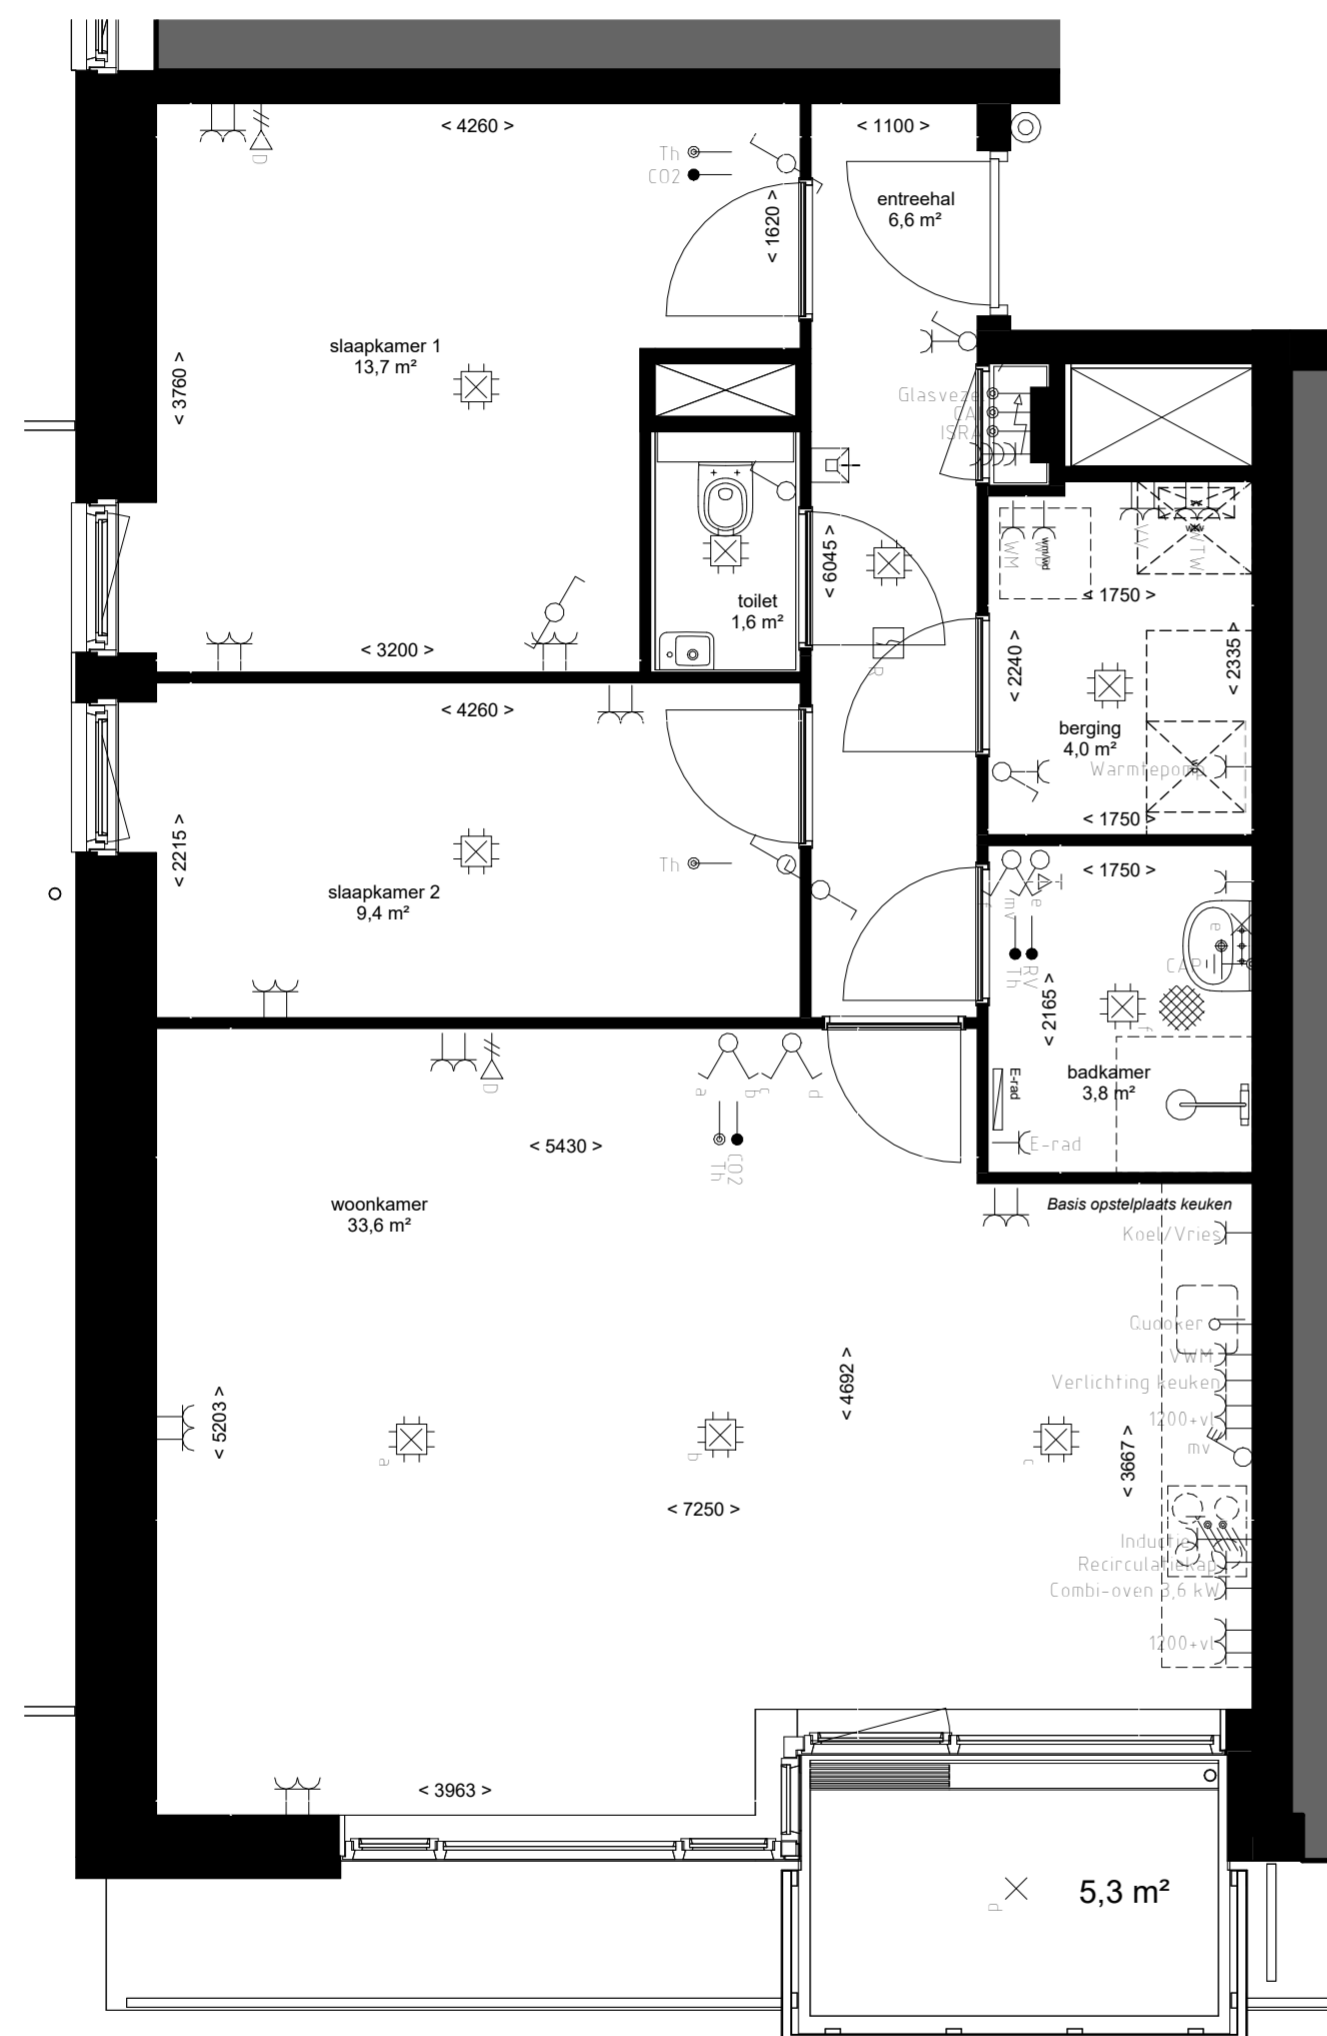 < 4260 >
< 1100 >
D
Th
CO2
< 1620 >
entreehal
6,6 m²
slaapkamer 1
13,7 m²
< 3760 >
CAI
ISRA
< 6045 >
WM
wm/wd
VV
WTW
< 1750 >
toilet
1,6 m²
< 3200 >
R
< 2240 >
< 2335 >
< 4260 >
berging
4,0 m²
Warmtepomp
< 1750 >
< 2215 >
Th
< 1750 >
slaapkamer 2
9,4 m²
f
mv
e
e
CAP
Th
RV
< 2165 >
f
badkamer
3,8 m²
E-rad
E-rad
D
a
b
c
d
< 5430 >
Th
CO2
woonkamer
33,6 m²
Basis opstelplaats keuken
Koel/Vries
Quooker
VWM
Verlichting keuken
1200+vl
mv
< 4692 >
< 5203 >
< 3667 >
a
b
c
< 7250 >
Inductie
Recirculatiekap
Combi-oven 3,6 kW
1200+vl
< 3963 >
d
5,3 m²